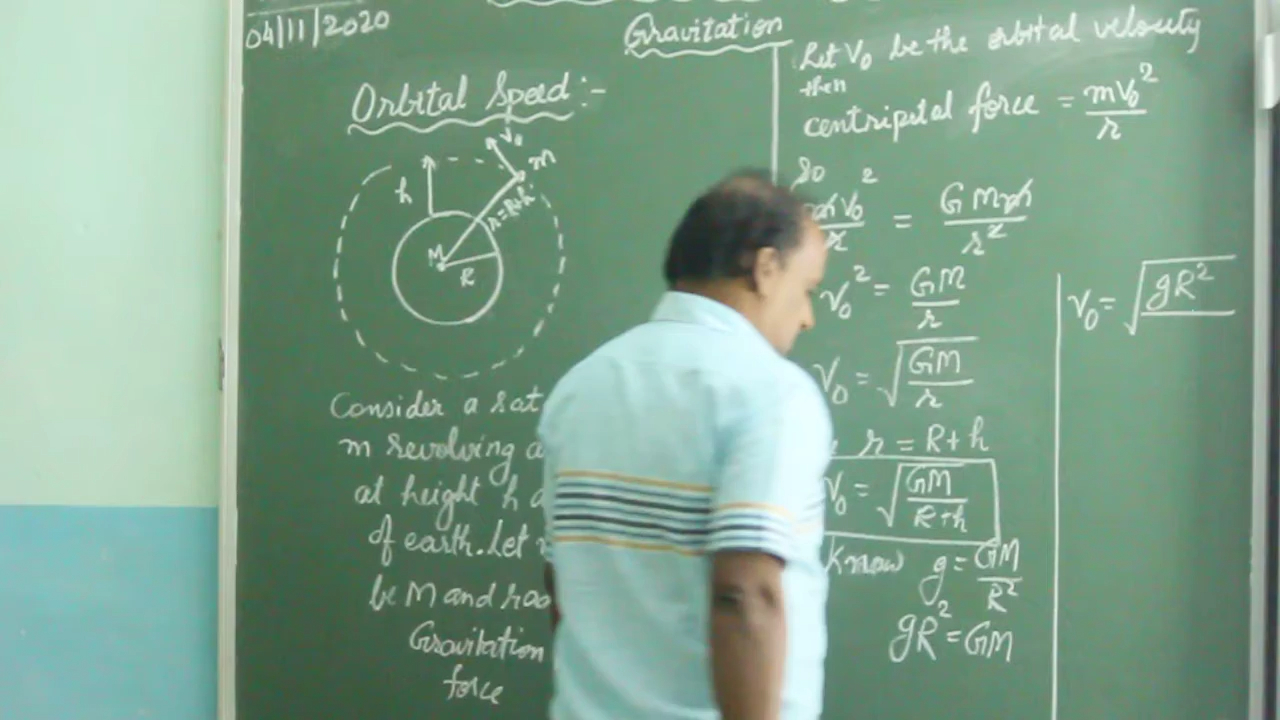 04/11/2020
Gravitation
Orbital Speed :-
V₀
m
h
r=R+h
M
R
Consider a sat
m revolving a
at height h
of earth. Let
be M and
Gravitation
force
Let V₀ be the orbital velocity
then
centripetal force = mV₀²/r
So
mV₀²/r = GMm/r²
V₀² = GM/r
V₀ = √(GM/r)
r = R+h
V₀ = √(GM/(R+h))
know g = GM/R²
gR² = GM
V₀ = √(gR²